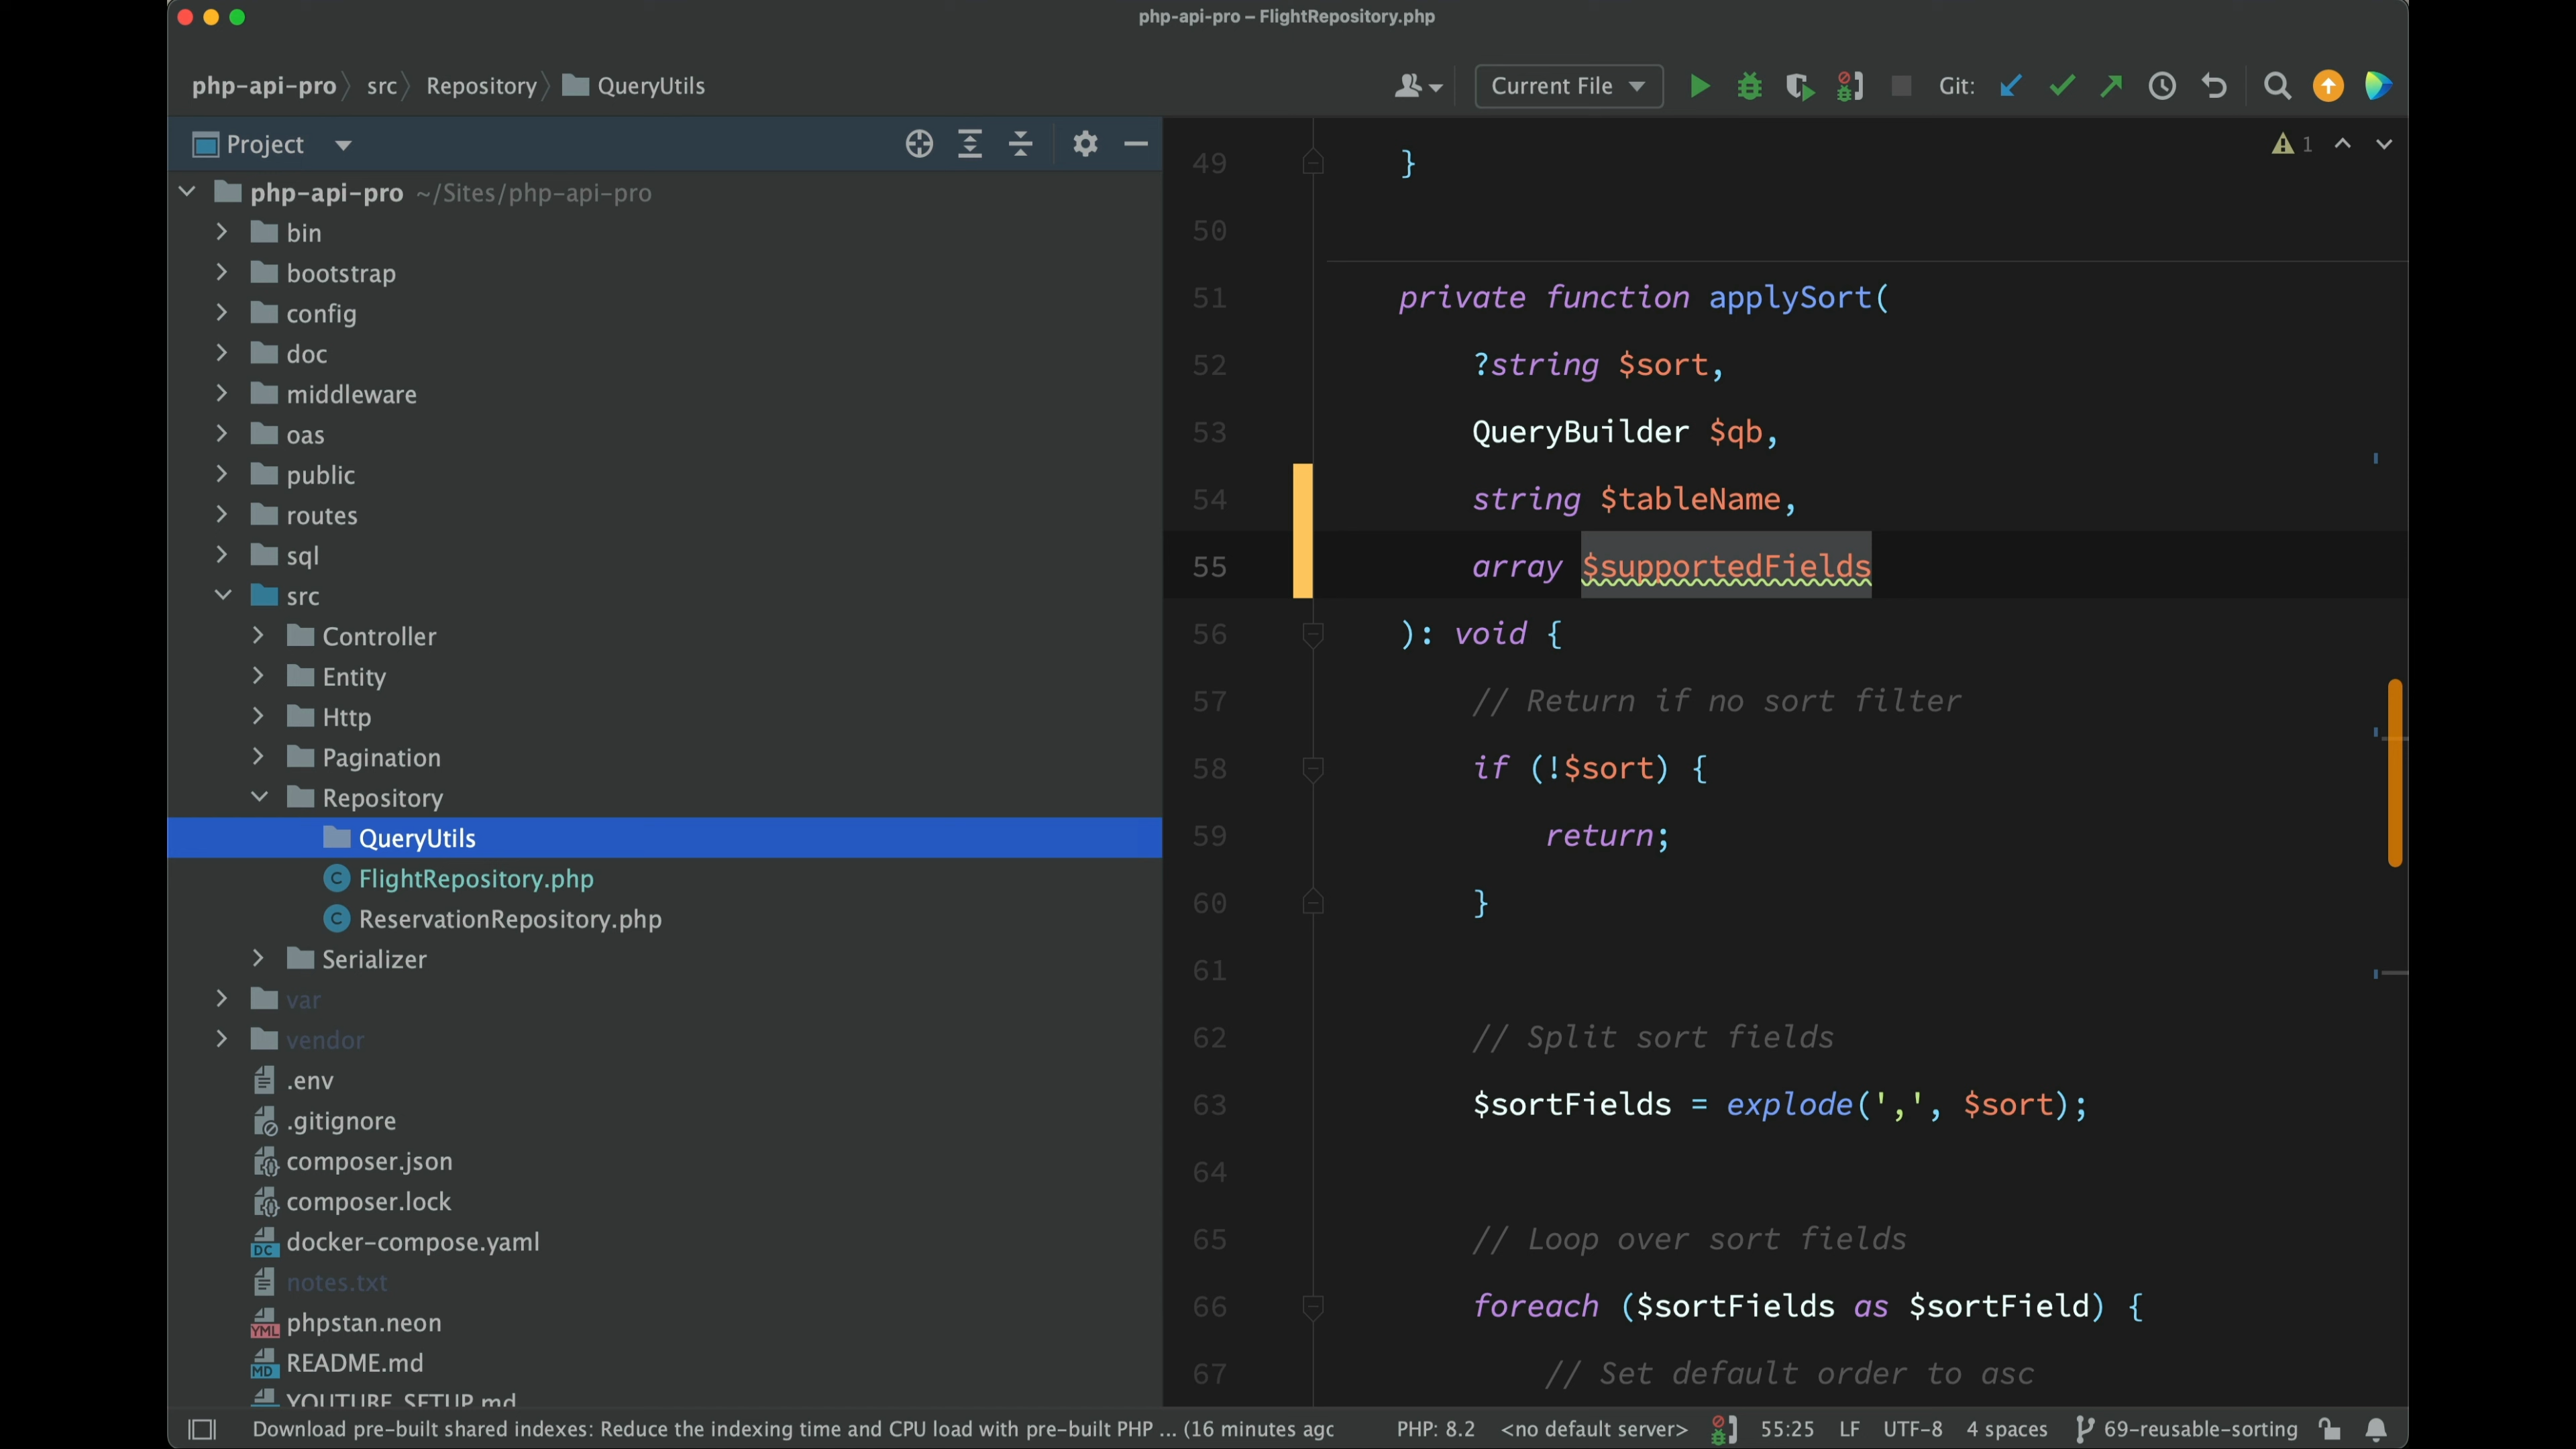 php-api-pro – FlightRepository.php
php-api-pro src Repository QueryUtils
Current File
Git:
Project
1
php-api-pro ~/Sites/php-api-pro
bin
bootstrap
config
doc
middleware
oas
public
routes
sql
src
Controller
Entity
Http
Pagination
Repository
QueryUtils
FlightRepository.php
ReservationRepository.php
Serializer
var
vendor
.env
.gitignore
composer.json
composer.lock
docker-compose.yaml
notes.txt
phpstan.neon
README.md
YOUTUBE_SETUP.md
49 }
50
51 private function applySort(
52 ?string $sort,
53 QueryBuilder $qb,
54 string $tableName,
55 array $supportedFields
56 ): void {
57 // Return if no sort filter
58 if (!$sort) {
59 return;
60 }
61
62 // Split sort fields
63 $sortFields = explode(',', $sort);
64
65 // Loop over sort fields
66 foreach ($sortFields as $sortField) {
67 // Set default order to asc
Download pre-built shared indexes: Reduce the indexing time and CPU load with pre-built PHP ... (16 minutes agc
PHP: 8.2 <no default server> 55:25 LF UTF-8 4 spaces 69-reusable-sorting